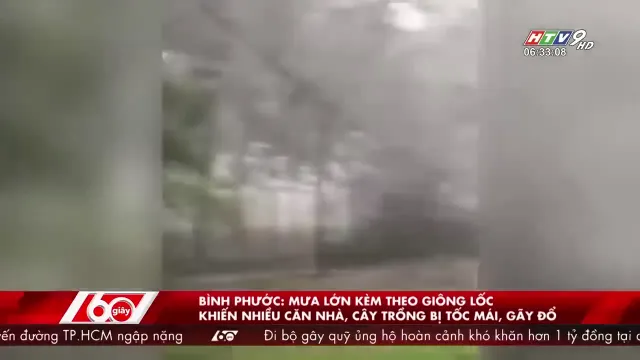 HTV9 HD
06:33:08
60 giây
BÌNH PHƯỚC: MƯA LỚN KÈM THEO GIÔNG LỐC
KHIẾN NHIỀU CĂN NHÀ, CÂY TRỒNG BỊ TỐC MÁI, GÃY ĐỔ
yến đường TP.HCM ngập nặng 60 Đi bộ gây quỹ ủng hộ hoàn cảnh khó khăn hơn 1 tỷ đồng tại